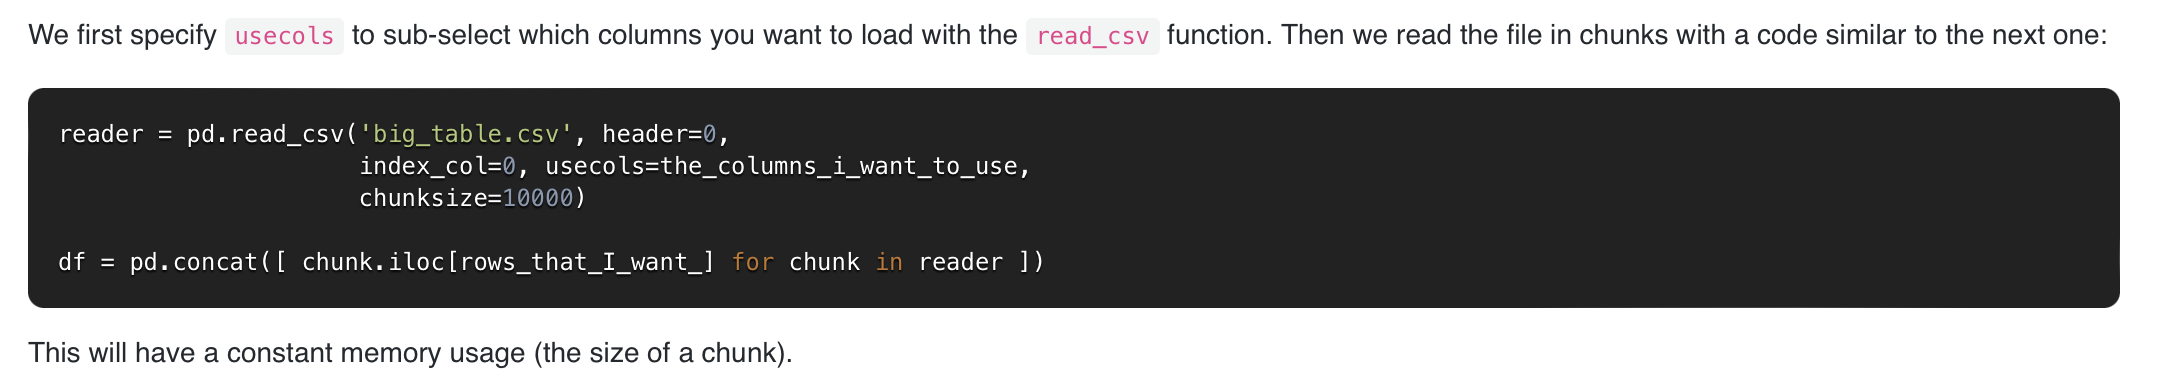 We first specify usecols to sub-select which columns you want to load with the read_csv function. Then we read the file in chunks with a code similar to the next one:
reader = pd.read_csv('big_table.csv', header=0,
                     index_col=0, usecols=the_columns_i_want_to_use,
                     chunksize=10000)
df = pd.concat([ chunk.iloc[rows_that_I_want_] for chunk in reader ])
This will have a constant memory usage (the size of a chunk).